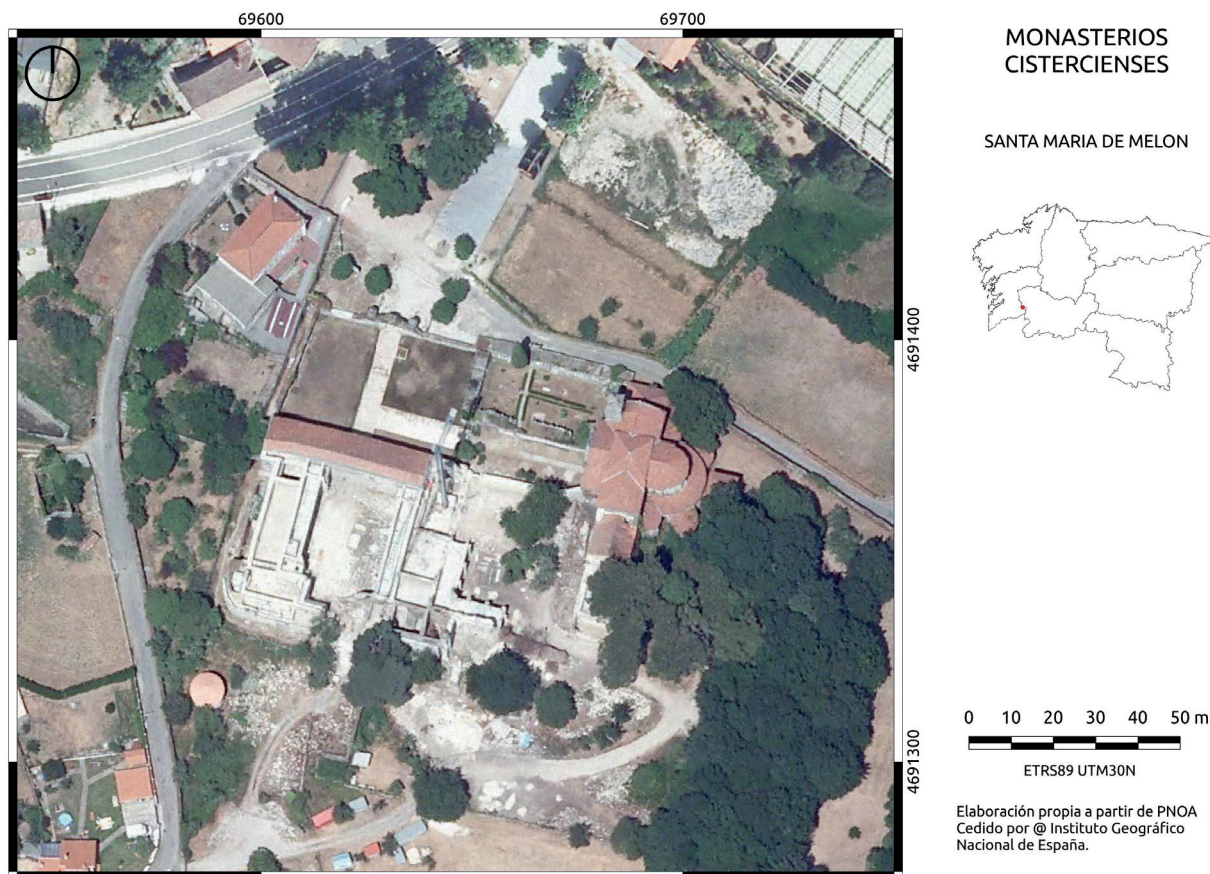 69600
69700
MONASTERIOS
CISTERCIENSES
SANTA MARIA DE MELON
4691400
4691300
0 10 20 30 40 50 m
ETRS89 UTM30N
Elaboración propia a partir de PNOA
Cedido por @ Instituto Geográfico
Nacional de España.